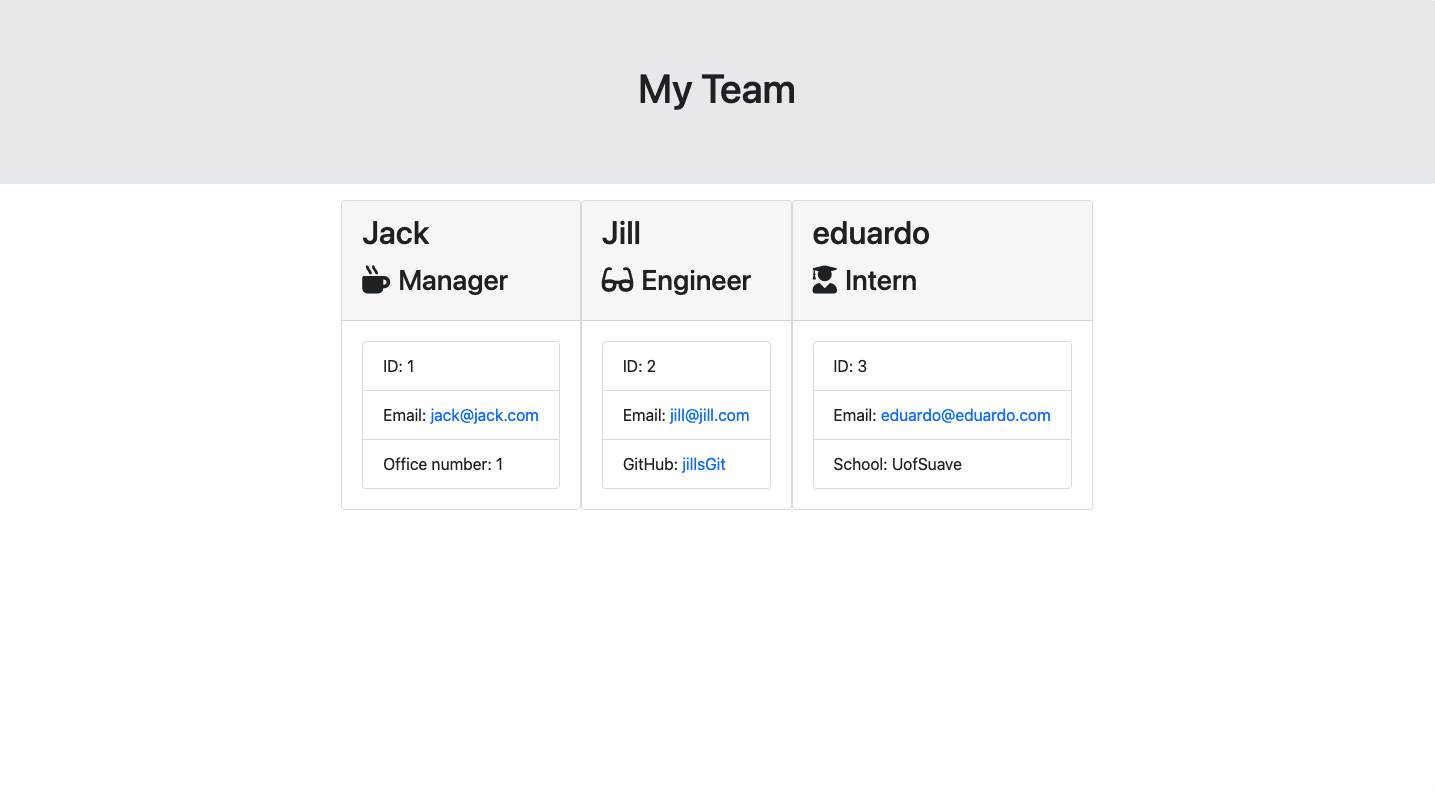 My Team
Jack
Manager
ID: 1
Email: jack@jack.com
Office number: 1
Jill
Engineer
ID: 2
Email: jill@jill.com
GitHub: jillsGit
eduardo
Intern
ID: 3
Email: eduardo@eduardo.com
School: UofSuave